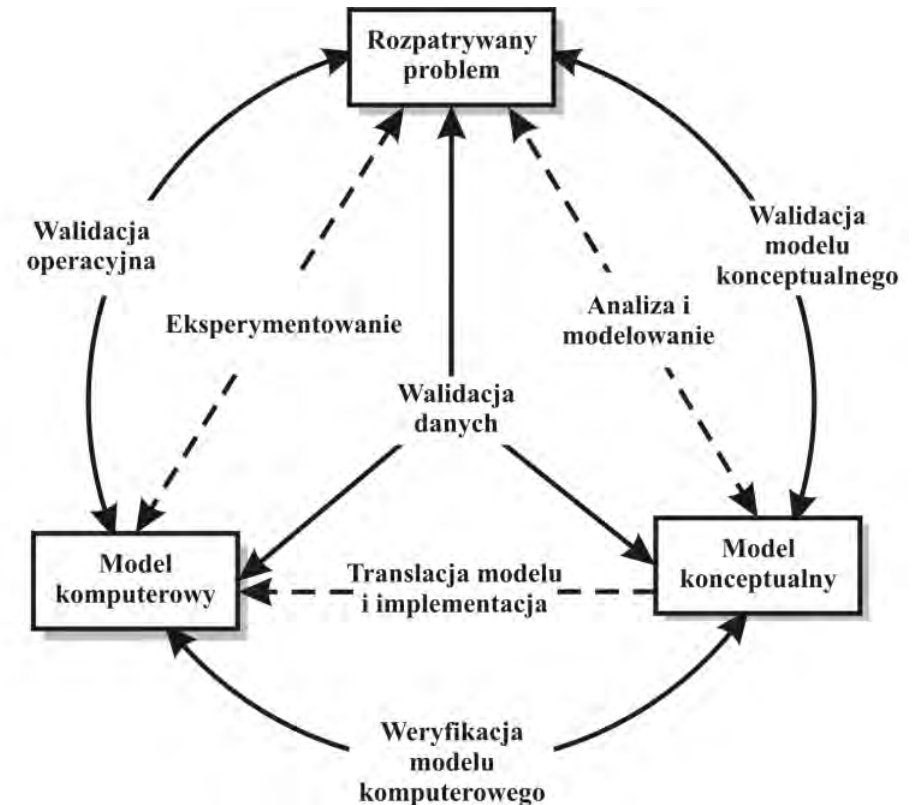 Rozpatrywany
problem
Walidacja
operacyjna
Walidacja
modelu
konceptualnego
Eksperymentowanie
Analiza i
modelowanie
Walidacja
danych
Model
komputerowy
Translacja modelu
i implementacja
Model
konceptualny
Weryfikacja
modelu
komputerowego